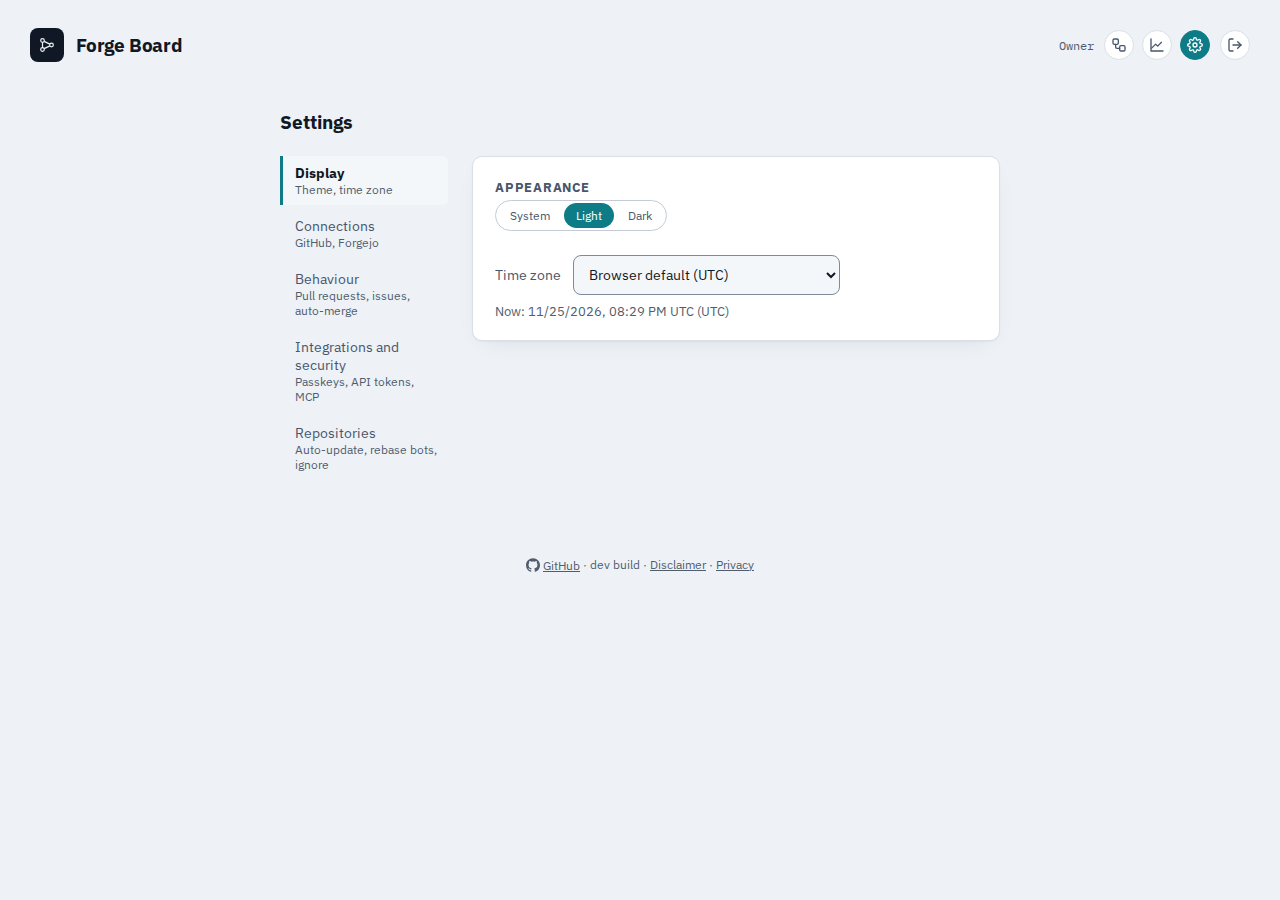 Forge Board
Owner
Settings
Display
Theme, time zone
Connections
GitHub, Forgejo
Behaviour
Pull requests, issues,
auto-merge
Integrations and
security
Passkeys, API tokens,
MCP
Repositories
Auto-update, rebase bots,
ignore
APPEARANCE
System Light Dark
Time zone Browser default (UTC)
Now: 11/25/2026, 08:29 PM UTC (UTC)
GitHub · dev build · Disclaimer · Privacy